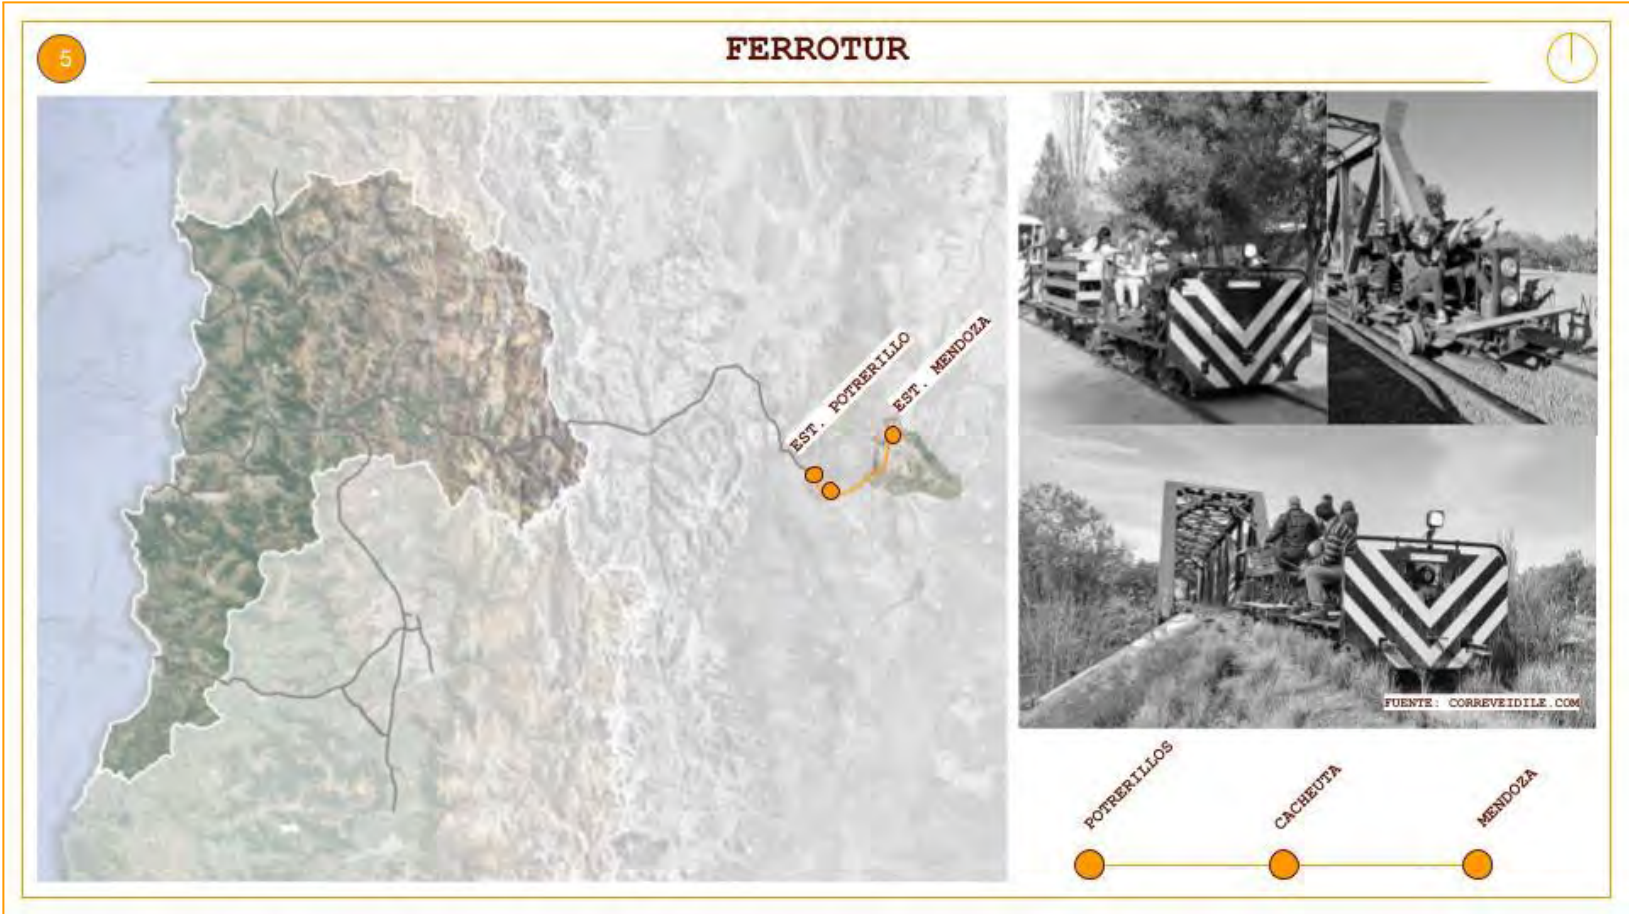 5
FERROTUR
EST. POTRERILLO
EST. MENDOZA
FUENTE: CORREVEIDILE.COM
POTRERILLOS
CACHEUTA
MENDOZA